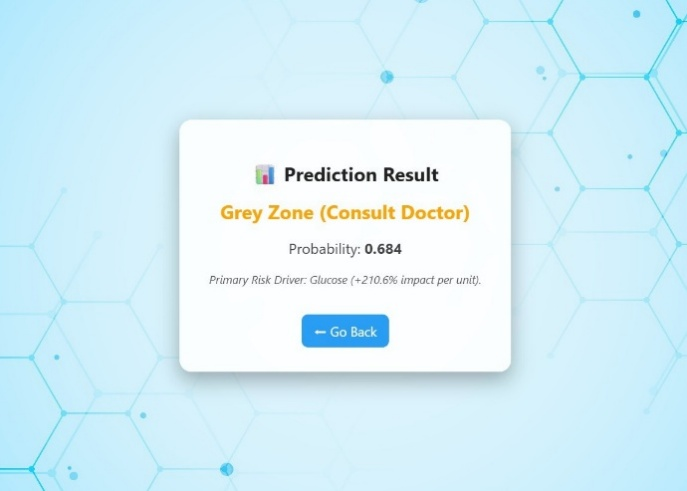 Prediction Result
Grey Zone (Consult Doctor)
Probability: 0.684
Primary Risk Driver: Glucose (+210.6% impact per unit).
← Go Back